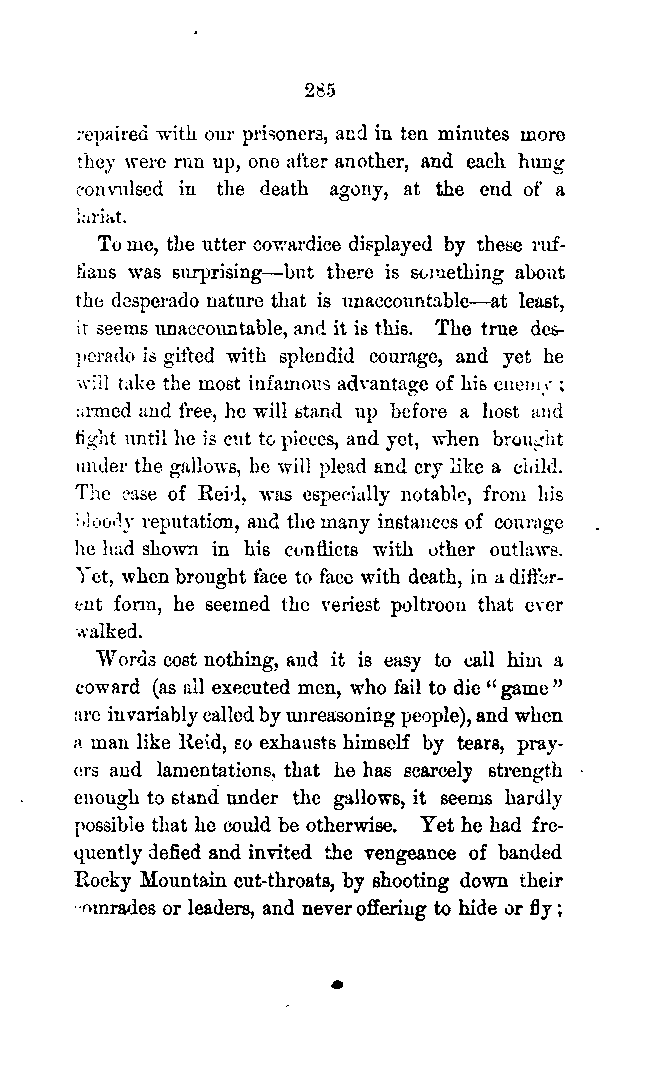 285
repaired with our prisoners, and in ten minutes more
they were run up, one after another, and each hung
convulsed in the death agony, at the end of a
lariat.
To me, the utter cowardice displayed by these ruf-
fians was surprising—but there is something about
the desperado nature that is unaccountable—at least,
it seems unaccountable, and it is this. The true des-
perado is gifted with splendid courage, and yet he
will take the most infamous advantage of his enemy ;
armed and free, he will stand up before a host and
fight until he is cut to pieces, and yet, when brought
under the gallows, he will plead and cry like a child.
The case of Reid, was especially notable, from his
bloody reputation, and the many instances of courage
he had shown in his conflicts with other outlaws.
Yet, when brought face to face with death, in a differ-
ent form, he seemed the veriest poltroon that ever
walked.
Words cost nothing, and it is easy to call him a
coward (as all executed men, who fail to die "game"
are invariably called by unreasoning people), and when
a man like Reid, so exhausts himself by tears, pray-
ers and lamentations, that he has scarcely strength
enough to stand under the gallows, it seems hardly
possible that he could be otherwise. Yet he had fre-
quently defied and invited the vengeance of banded
Rocky Mountain cut-throats, by shooting down their
comrades or leaders, and never offering to hide or fly ;